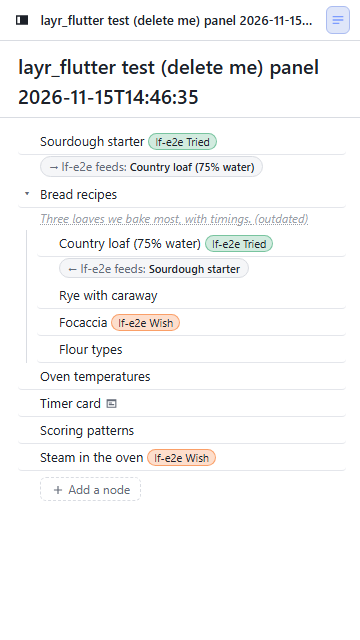 layr_flutter test (delete me) panel 2026-11-15...
layr_flutter test (delete me) panel
2026-11-15T14:46:35
Sourdough starter lf-e2e Tried
→ lf-e2e feeds: Country loaf (75% water)
Bread recipes
Three loaves we bake most, with timings. (outdated)
Country loaf (75% water) lf-e2e Tried
← lf-e2e feeds: Sourdough starter
Rye with caraway
Focaccia lf-e2e Wish
Flour types
Oven temperatures
Timer card
Scoring patterns
Steam in the oven lf-e2e Wish
+ Add a node